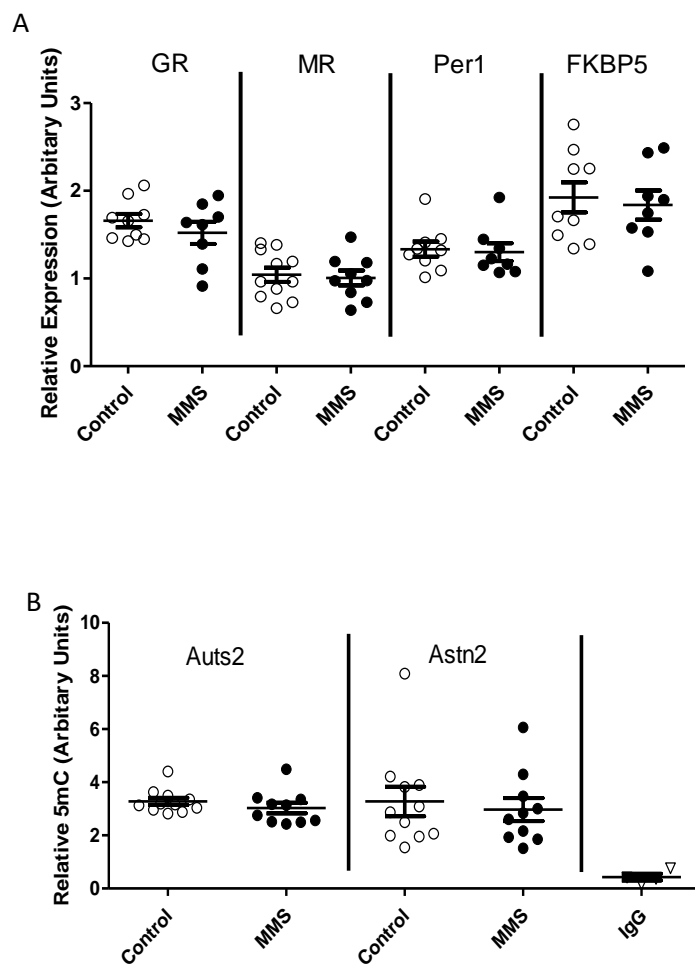 A
GR MR Per1 FKBP5
Relative Expression (Arbitary Units)
3
2
1
0
Control MMS Control MMS Control MMS Control MMS
B
Relative 5mC (Arbitary Units)
10
8
6
4
2
0
Auts2 Astn2
Control MMS Control MMS IgG